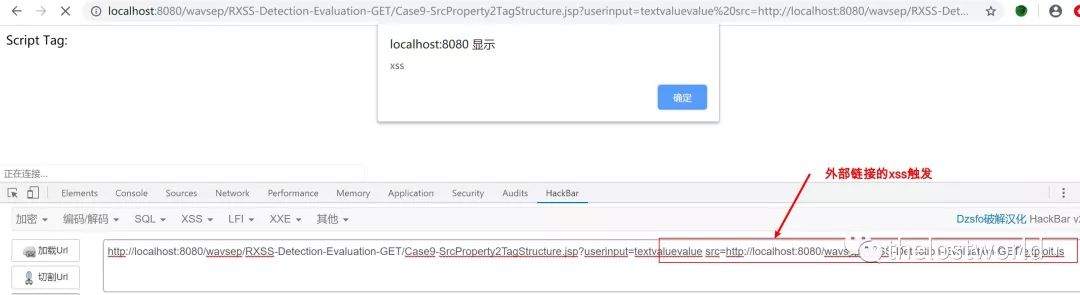 localhost:8080/wavsep/RXSS-Detection-Evaluation-GET/Case9-SrcProperty2TagStructure.jsp?userinput=textvaluevalue%20src=http://localhost:8080/wavsep/RXSS-Det...
Script Tag:
localhost:8080 显示
xss
确定
正在连接...
外部链接的xss触发
Elements Console Sources Network Performance Memory Application Security Audits HackBar
加密 编码/解码 SQL XSS LFI XXE 其他 Dzsfo破解汉化 HackBar v2
加载Url
http://localhost:8080/wavsep/RXSS-Detection-Evaluation-GET/Case9-SrcProperty2TagStructure.jsp?userinput=textvaluevalue src=http://localhost:8080/
thelostworld
切割Url